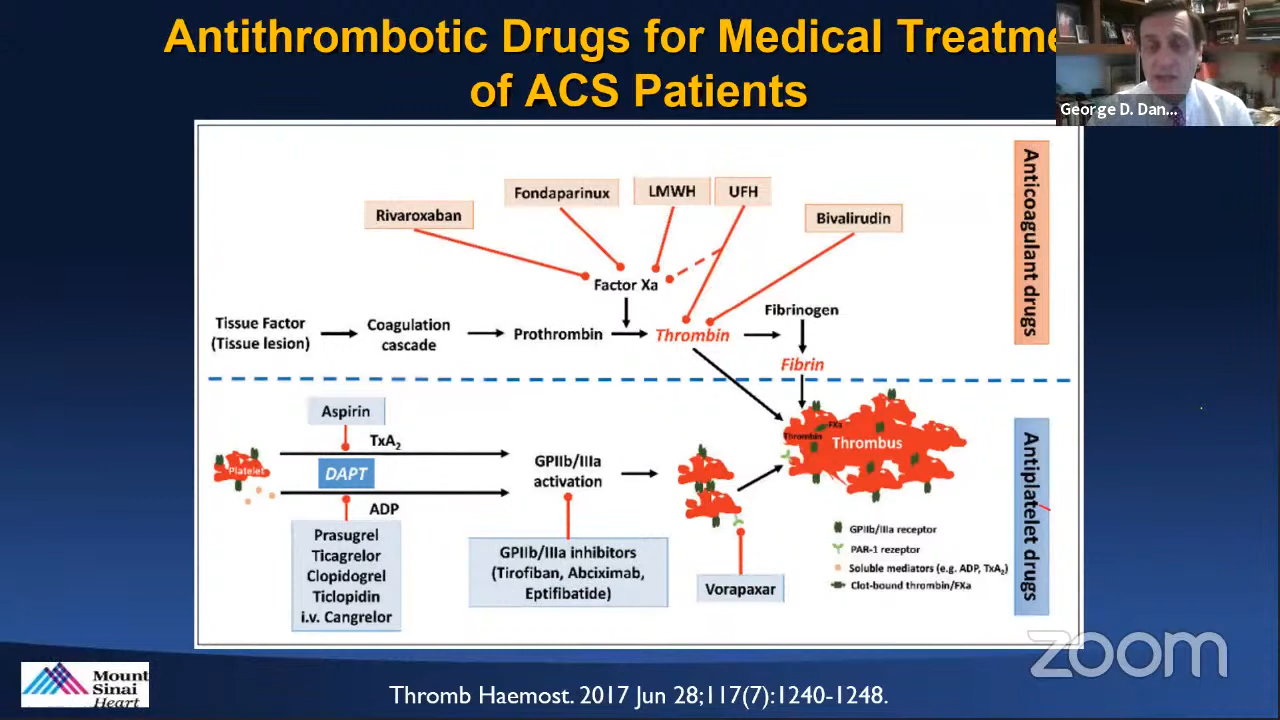 Antithrombotic Drugs for Medical Treatme
of ACS Patients
George D. Dan...
Anticoagulant drugs
Fondaparinux
LMWH
UFH
Rivaroxaban
Bivalirudin
Factor Xa
Tissue Factor
(Tissue lesion)
Coagulation
cascade
Prothrombin
Thrombin
Fibrinogen
Fibrin
Aspirin
TxA2
Platelet
DAPT
ADP
Prasugrel
Ticagrelor
Clopidogrel
Ticlopidin
i.v. Cangrelor
GPIIb/IIIa
activation
GPIIb/IIIa inhibitors
(Tirofiban, Abciximab,
Eptifibatide)
Vorapaxar
Thrombin
FXa
Thrombus
Antiplatelet drugs
GPIIb/IIIa receptor
PAR-1 rezeptor
Soluble mediators (e.g. ADP, TxA2)
Clot-bound thrombin/FXa
zoom
Mount
Sinai
Heart
Thromb Haemost. 2017 Jun 28;117(7):1240-1248.